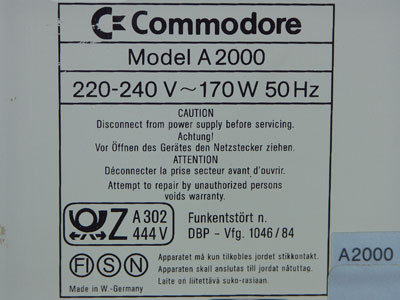 Commodore
Model A2000
220-240 V~170W 50Hz
CAUTION
Disconnect from power supply before servicing.
Achtung!
Vor Öffnen des Gerätes den Netzstecker ziehen.
ATTENTION
Déconnecter la prise secteur avant d'ouvrir.
Attempt to repair by unauthorized persons
voids warranty.
Z A 302
444 V
Funkentstört n.
DBP - Vfg. 1046/84
FI S N
Apparatet må kun tilkobles jordet stikkontakt.
Apparaten skall anslutas till jordat nätuttag.
Laite on liitettävä suko-rasiaan.
Made in W.-Germany
A2000